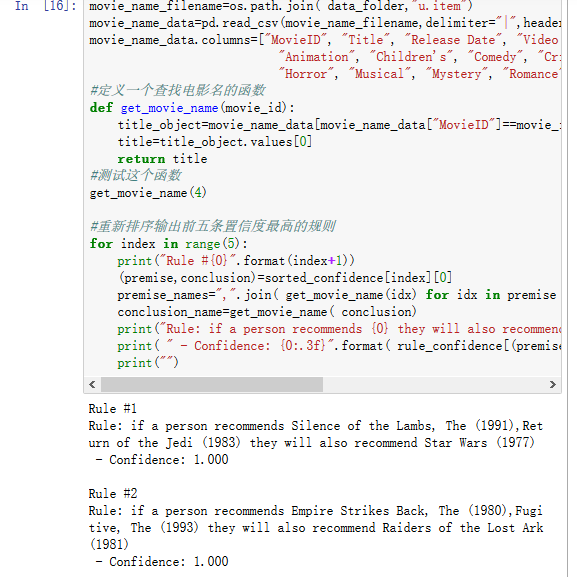 In [16]:
movie_name_filename=os.path.join( data_folder,"u.item")
movie_name_data=pd.read_csv(movie_name_filename,delimiter="|",header
movie_name_data.columns=["MovieID", "Title", "Release Date", "Video
"Animation", "Children's", "Comedy", "Cri
"Horror", "Musical", "Mystery", "Romance"
#定义一个查找电影名的函数
def get_movie_name(movie_id):
title_object=movie_name_data[movie_name_data["MovieID"]==movie_i
title=title_object.values[0]
return title
#测试这个函数
get_movie_name(4)
#重新排序输出前五条置信度最高的规则
for index in range(5):
print("Rule #{0}".format(index+1))
(premise,conclusion)=sorted_confidence[index][0]
premise_names=",".join( get_movie_name(idx) for idx in premise
conclusion_name=get_movie_name( conclusion)
print("Rule: if a person recommends {0} they will also recommen
print( " - Confidence: {0:.3f}".format( rule_confidence[(premise
print("")
Rule #1
Rule: if a person recommends Silence of the Lambs, The (1991),Ret
urn of the Jedi (1983) they will also recommend Star Wars (1977)
- Confidence: 1.000
Rule #2
Rule: if a person recommends Empire Strikes Back, The (1980),Fugi
tive, The (1993) they will also recommend Raiders of the Lost Ark
(1981)
- Confidence: 1.000